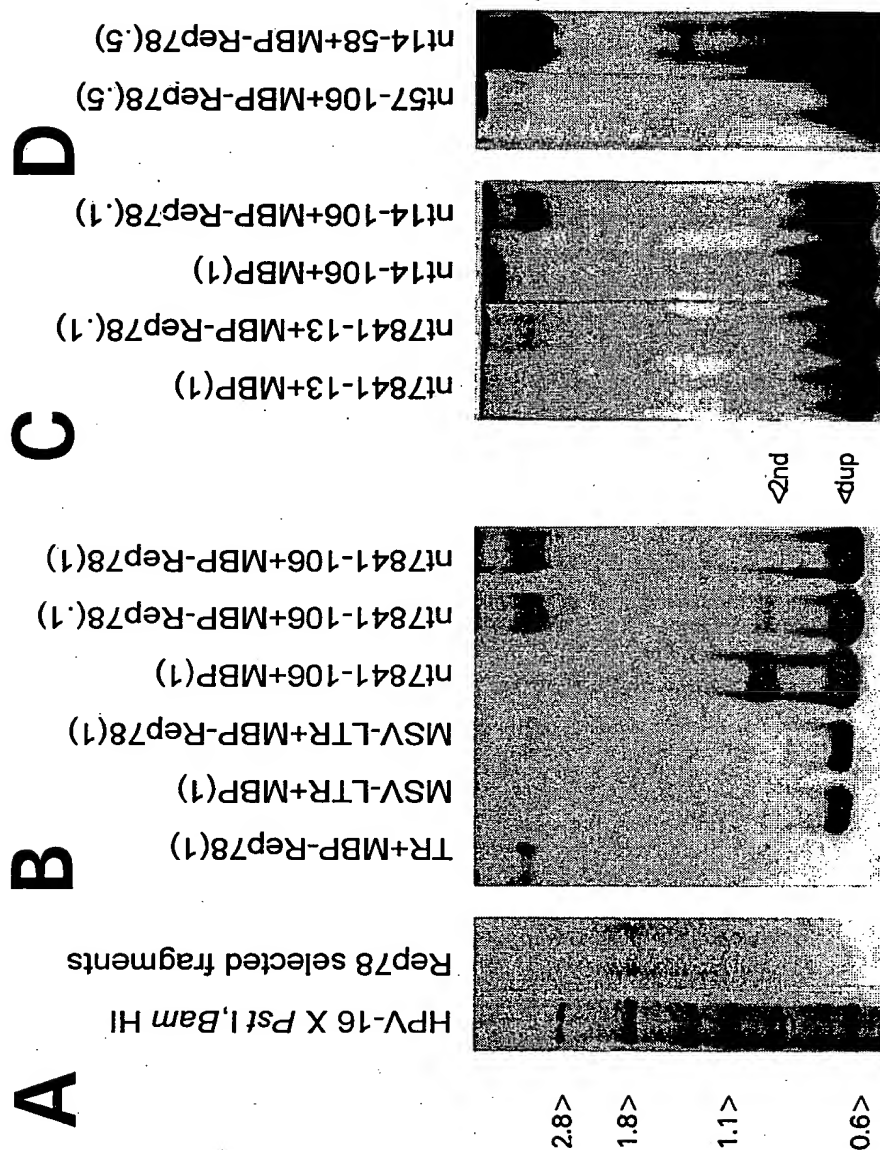 A
HPV-16 X Pst I,Bam HI
Rep78 selected fragments
2.8>
1.8>
1.1>
0.6>
B
TR+MBP-Rep78(1)
MSV-LTR+MBP(1)
MSV-LTR+MBP-Rep78(1)
nt7841-106+MBP(1)
nt7841-106+MBP-Rep78(.1)
nt7841-106+MBP-Rep78(1)
<2nd
<dup
C
nt7841-13+MBP(1)
nt7841-13+MBP-Rep78(.1)
nt14-106+MBP(1)
nt14-106+MBP-Rep78(.1)
D
nt57-106+MBP-Rep78(.5)
nt14-58+MBP-Rep78(.5)